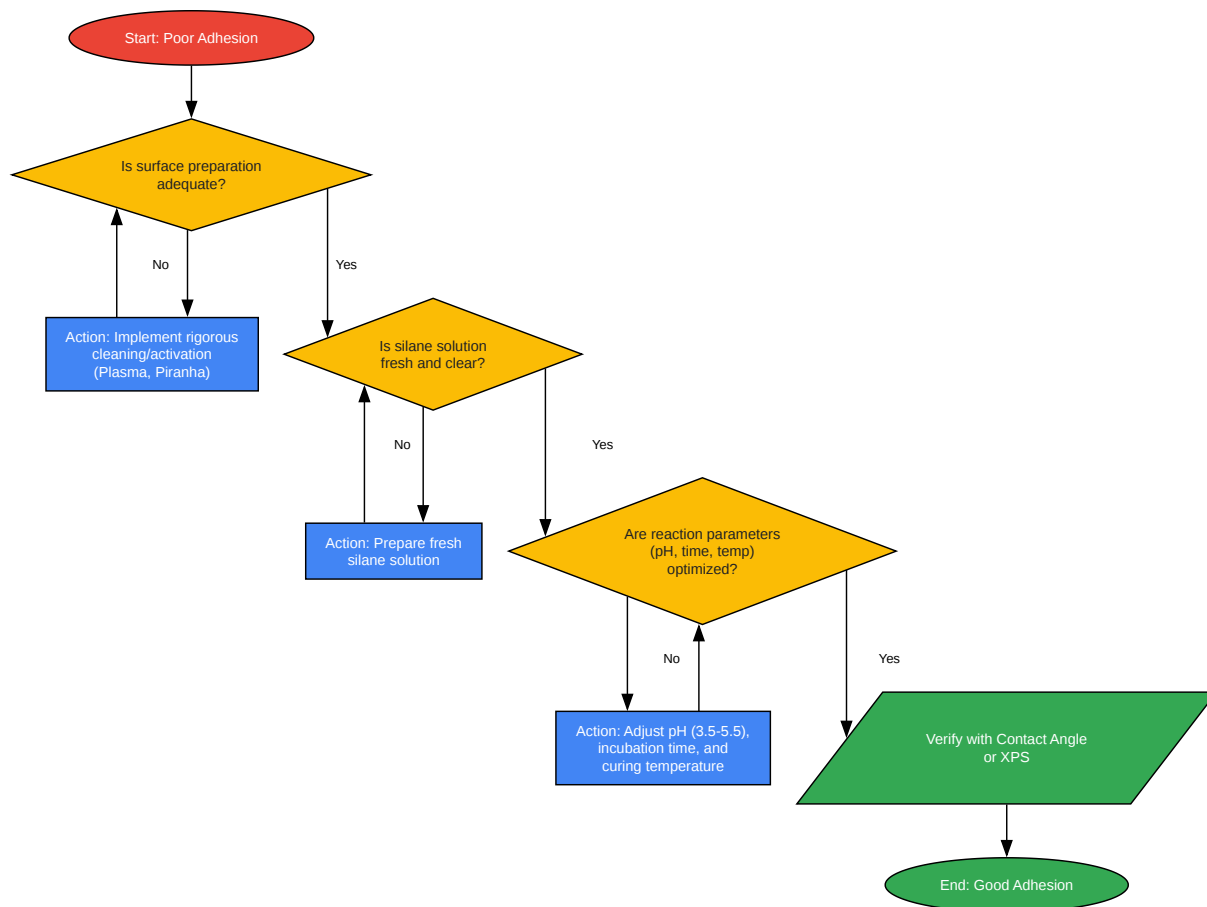 Start: Poor Adhesion
Is surface preparation
adequate?
No
Yes
Action: Implement rigorous
cleaning/activation
(Plasma, Piranha)
Is silane solution
fresh and clear?
No
Yes
Action: Prepare fresh
silane solution
Are reaction parameters
(pH, time, temp)
optimized?
No
Yes
Action: Adjust pH (3.5-5.5),
incubation time, and
curing temperature
Verify with Contact Angle
or XPS
End: Good Adhesion